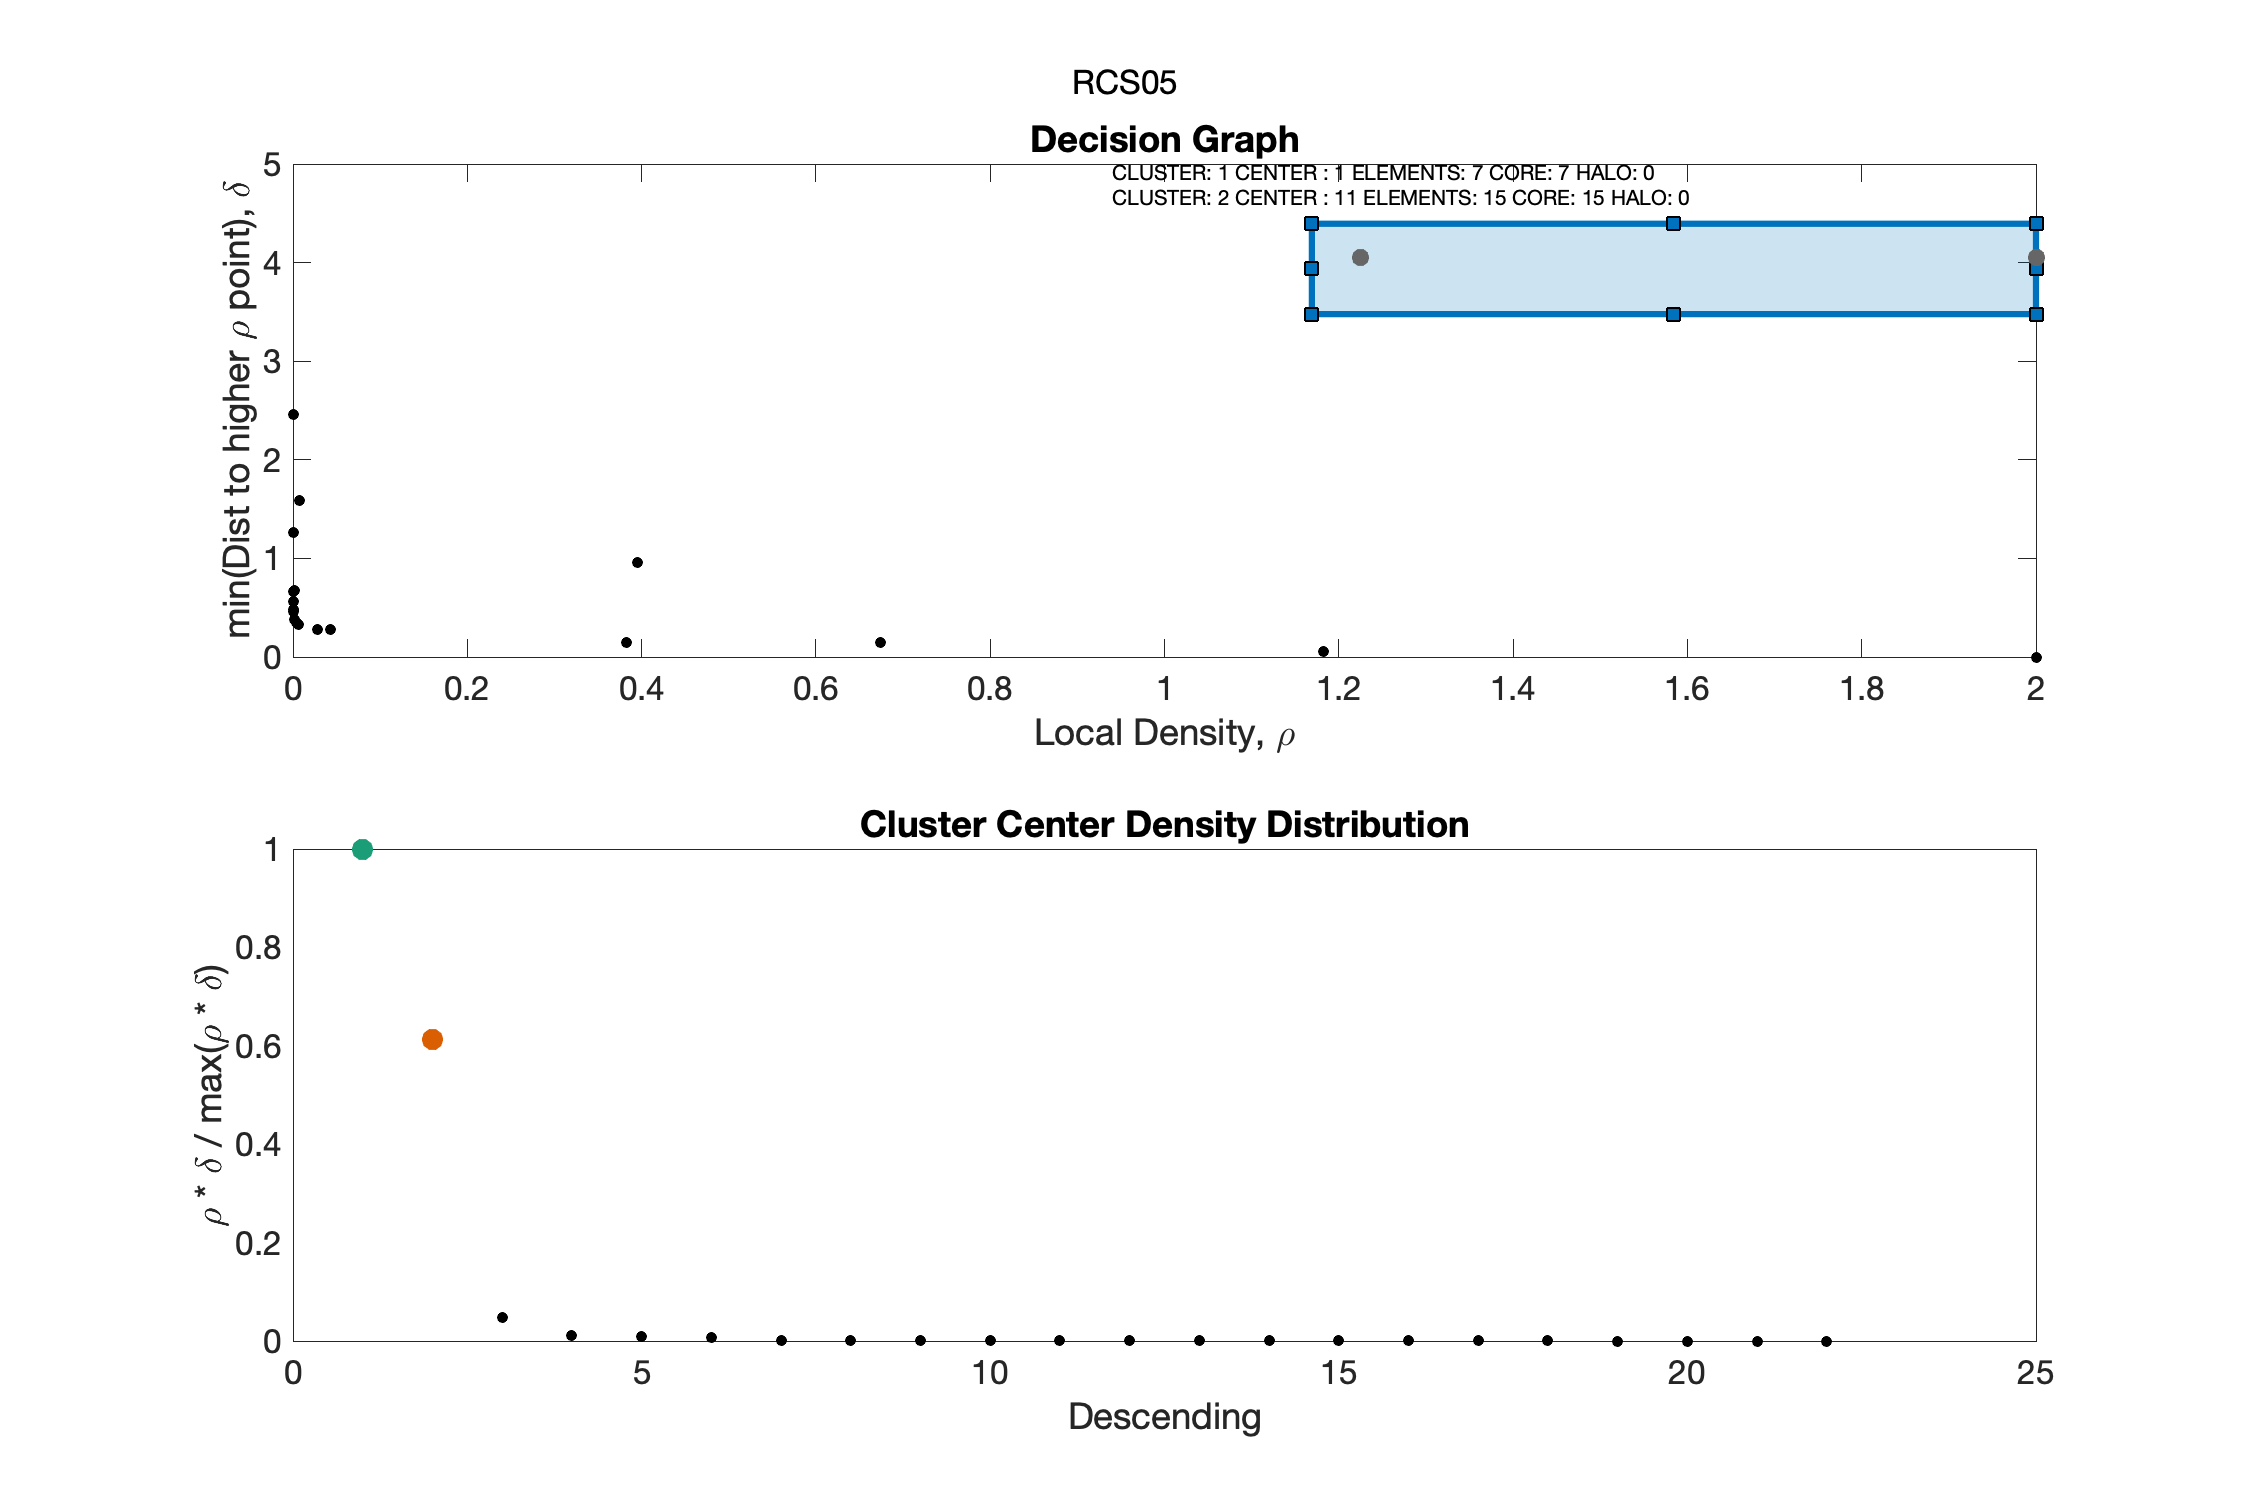 RCS05
Decision Graph
CLUSTER: 1 CENTER : 1 ELEMENTS: 7 CORE: 7 HALO: 0
CLUSTER: 2 CENTER : 11 ELEMENTS: 15 CORE: 15 HALO: 0
min(Dist to higher ρ point), δ
5
4
3
2
1
0
0 0.2 0.4 0.6 0.8 1 1.2 1.4 1.6 1.8 2
Local Density, ρ
Cluster Center Density Distribution
ρ * δ / max(ρ * δ)
1
0.8
0.6
0.4
0.2
0
0 5 10 15 20 25
Descending